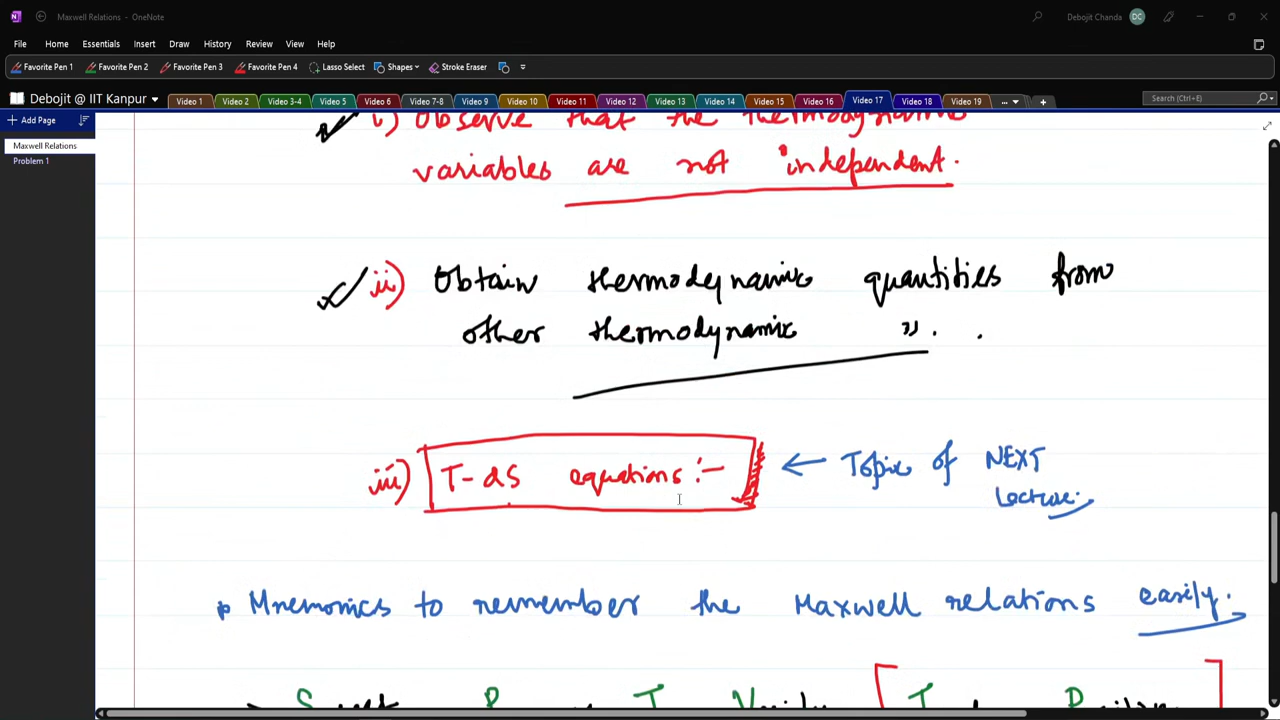 Maxwell Relations - OneNote
Debojit Chanda DC
File Home Essentials Insert Draw History Review View Help
Favorite Pen 1 Favorite Pen 2 Favorite Pen 3 Favorite Pen 4 Lasso Select Shapes Stroke Eraser
Debojit @ IIT Kanpur Video 1 Video 2 Video 3-4 Video 5 Video 6 Video 7-8 Video 9 Video 10 Video 11 Video 12 Video 13 Video 14 Video 15 Video 16 Video 17 Video 18 Video 19 ... + Search (Ctrl+E)
+ Add Page
Maxwell Relations
Problem 1
i) Observe that the thermodynamic
variables are not independent.
ii) Obtain thermodynamic quantities from
other thermodynamic ".
iii) T-dS equations :- ← Topic of NEXT
Lecture.
Mnemonics to remember the Maxwell relations easily.